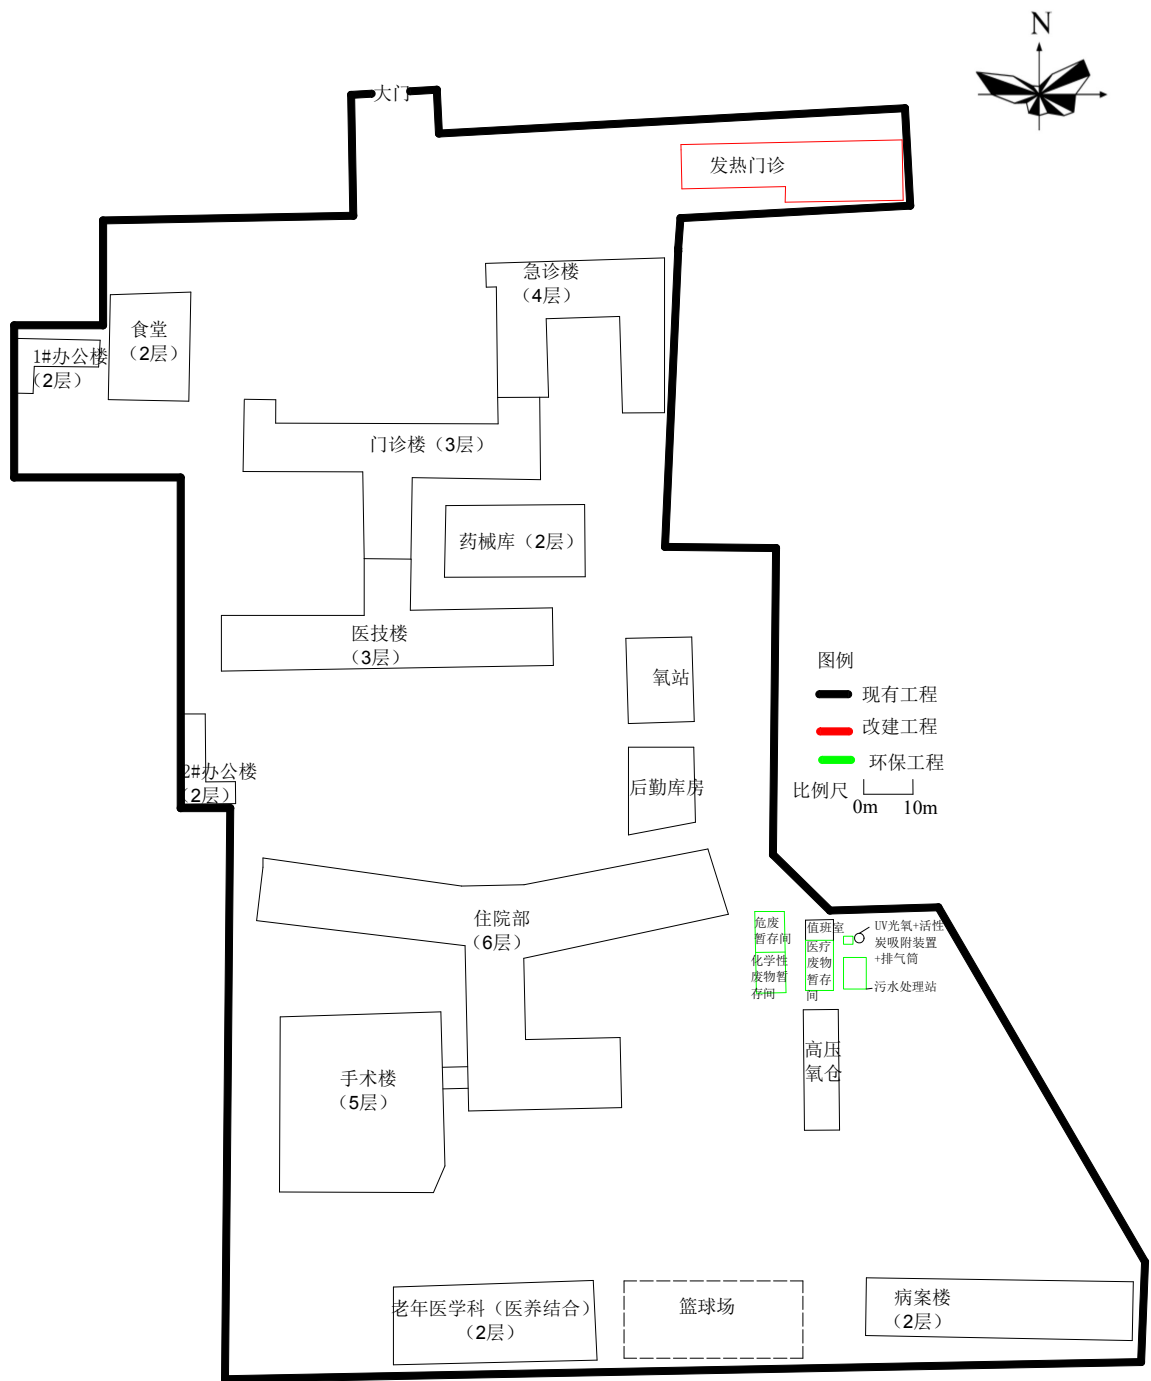 N
大门
发热门诊
急诊楼
（4层）
食堂
（2层）
1#办公楼
（2层）
门诊楼（3层）
药械库（2层）
医技楼
（3层）
氧站
图例
现有工程
改建工程
环保工程
比例尺
0m
10m
2#办公楼
（2层）
后勤库房
住院部
（6层）
危废
暂存间
化学性
废物暂
存间
值班室
医疗
废物
暂存
间
UV光氧+活性
炭吸附装置
+排气筒
污水处理站
高压
氧仓
手术楼
（5层）
老年医学科（医养结合）
（2层）
篮球场
病案楼
（2层）